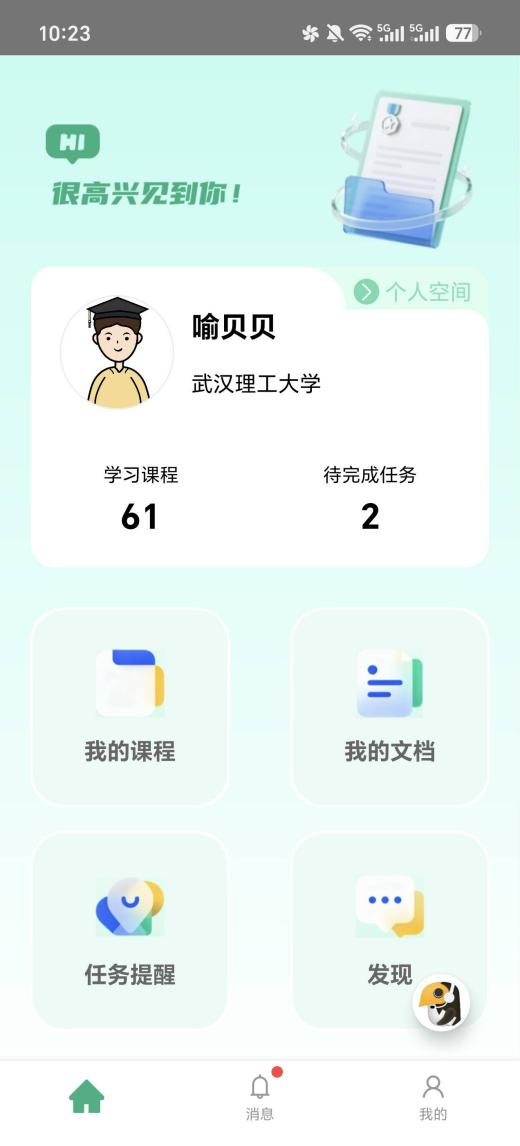 10:23
5G
5G
77
HI
很高兴见到你！
个人空间
喻贝贝
武汉理工大学
学习课程
待完成任务
61
2
我的课程
我的文档
任务提醒
发现
消息
我的